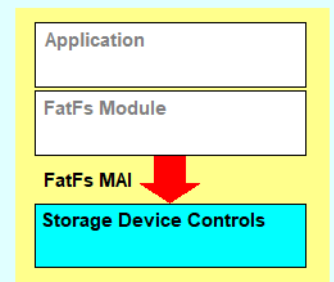 Application
FatFs Module
FatFs MAI
Storage Device Controls